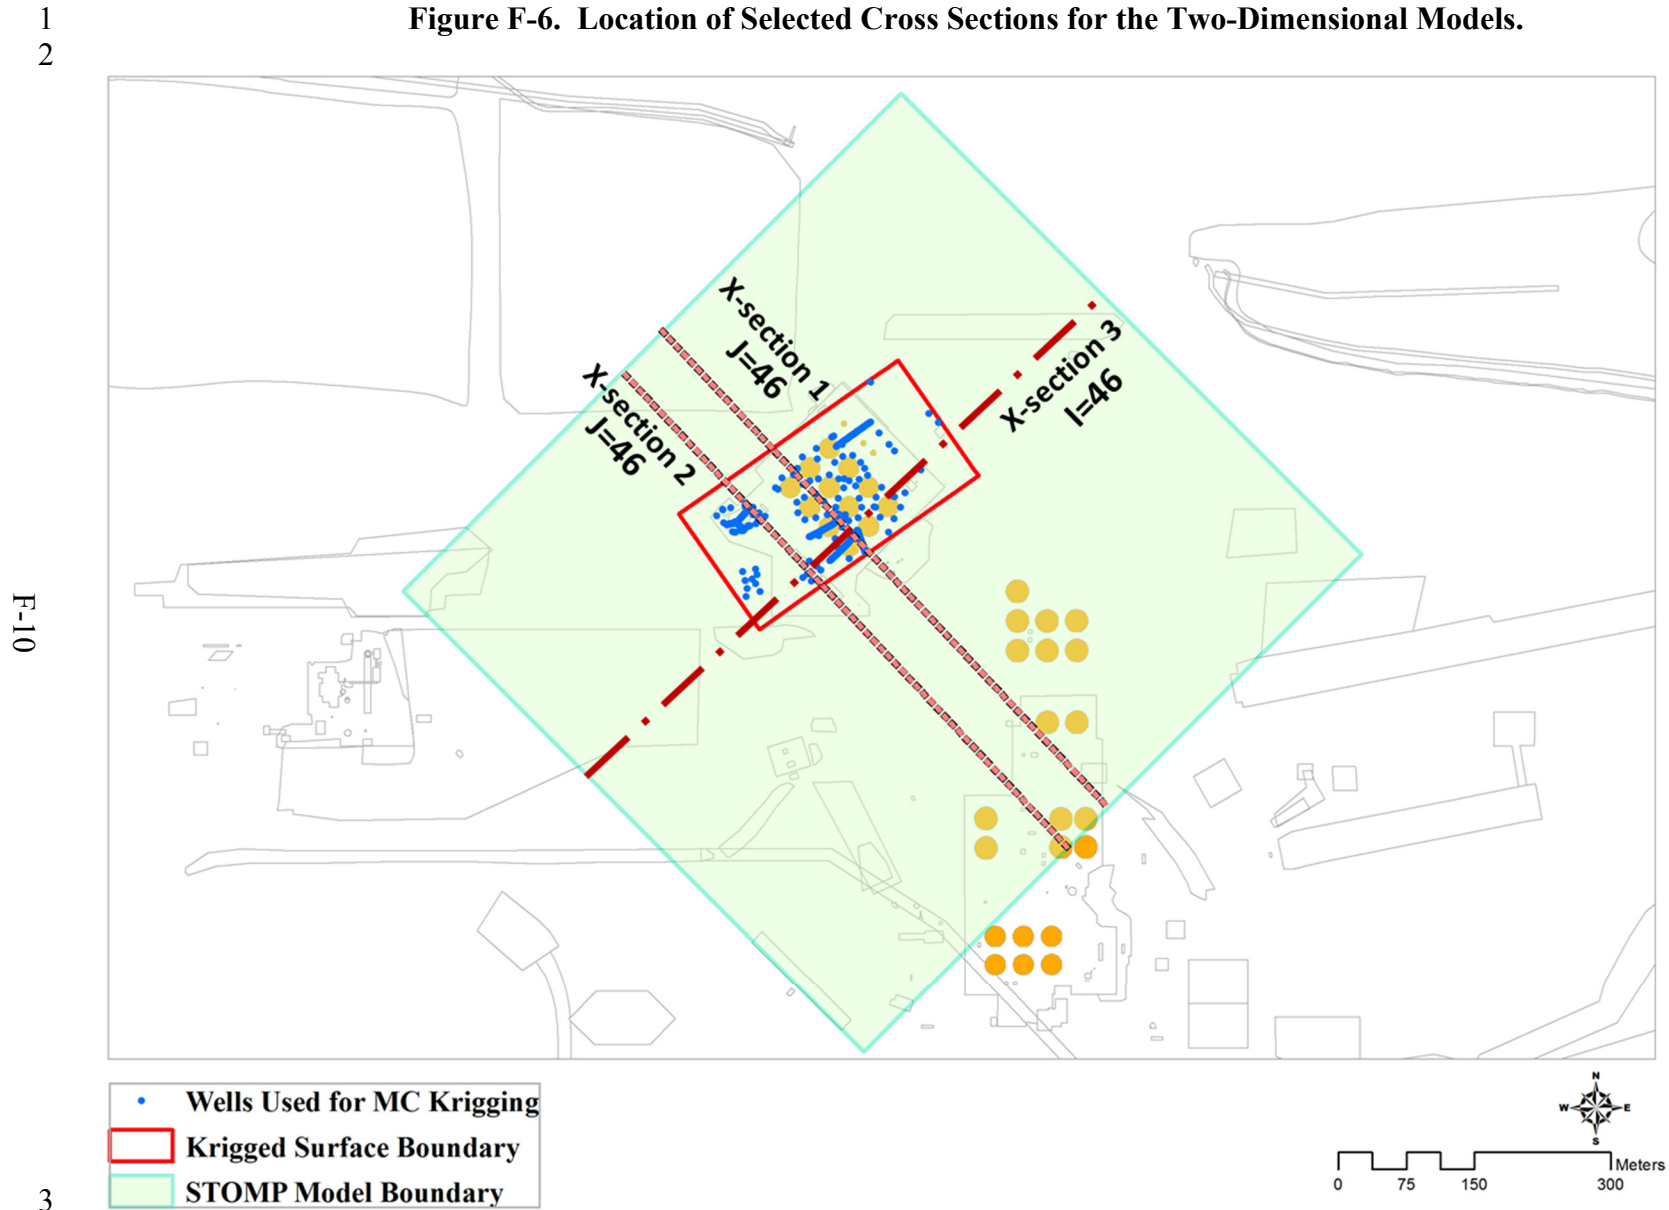 1
Figure F-6. Location of Selected Cross Sections for the Two-Dimensional Models.
2
X-section 1
J=46
X-section 2
J=46
X-section 3
I=46
F-10
Wells Used for MC Krigging
Krigged Surface Boundary
STOMP Model Boundary
N
W
E
S
Meters
0 75 150 300
3